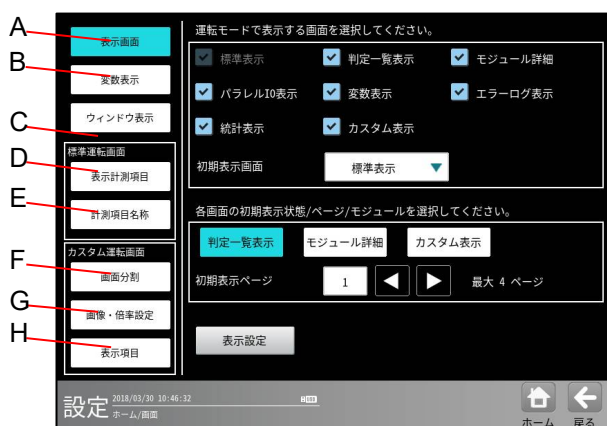 A
B
C
D
E
F
G
H
表示画面
変数表示
ウィンドウ表示
標準運転画面
表示計測項目
計測項目名称
カスタム運転画面
画面分割
画像・倍率設定
表示項目
運転モードで表示する画面を選択してください。
標準表示 判定一覧表示 モジュール詳細
パラレルIO表示 変数表示 エラーログ表示
統計表示 カスタム表示
初期表示画面 標準表示
各画面の初期表示状態/ページ/モジュールを選択してください。
判定一覧表示 モジュール詳細 カスタム表示
初期表示ページ 1 最大 4 ページ
表示設定
設定 2018/03/30 10:46:32
ホーム/画面
ホーム 戻る